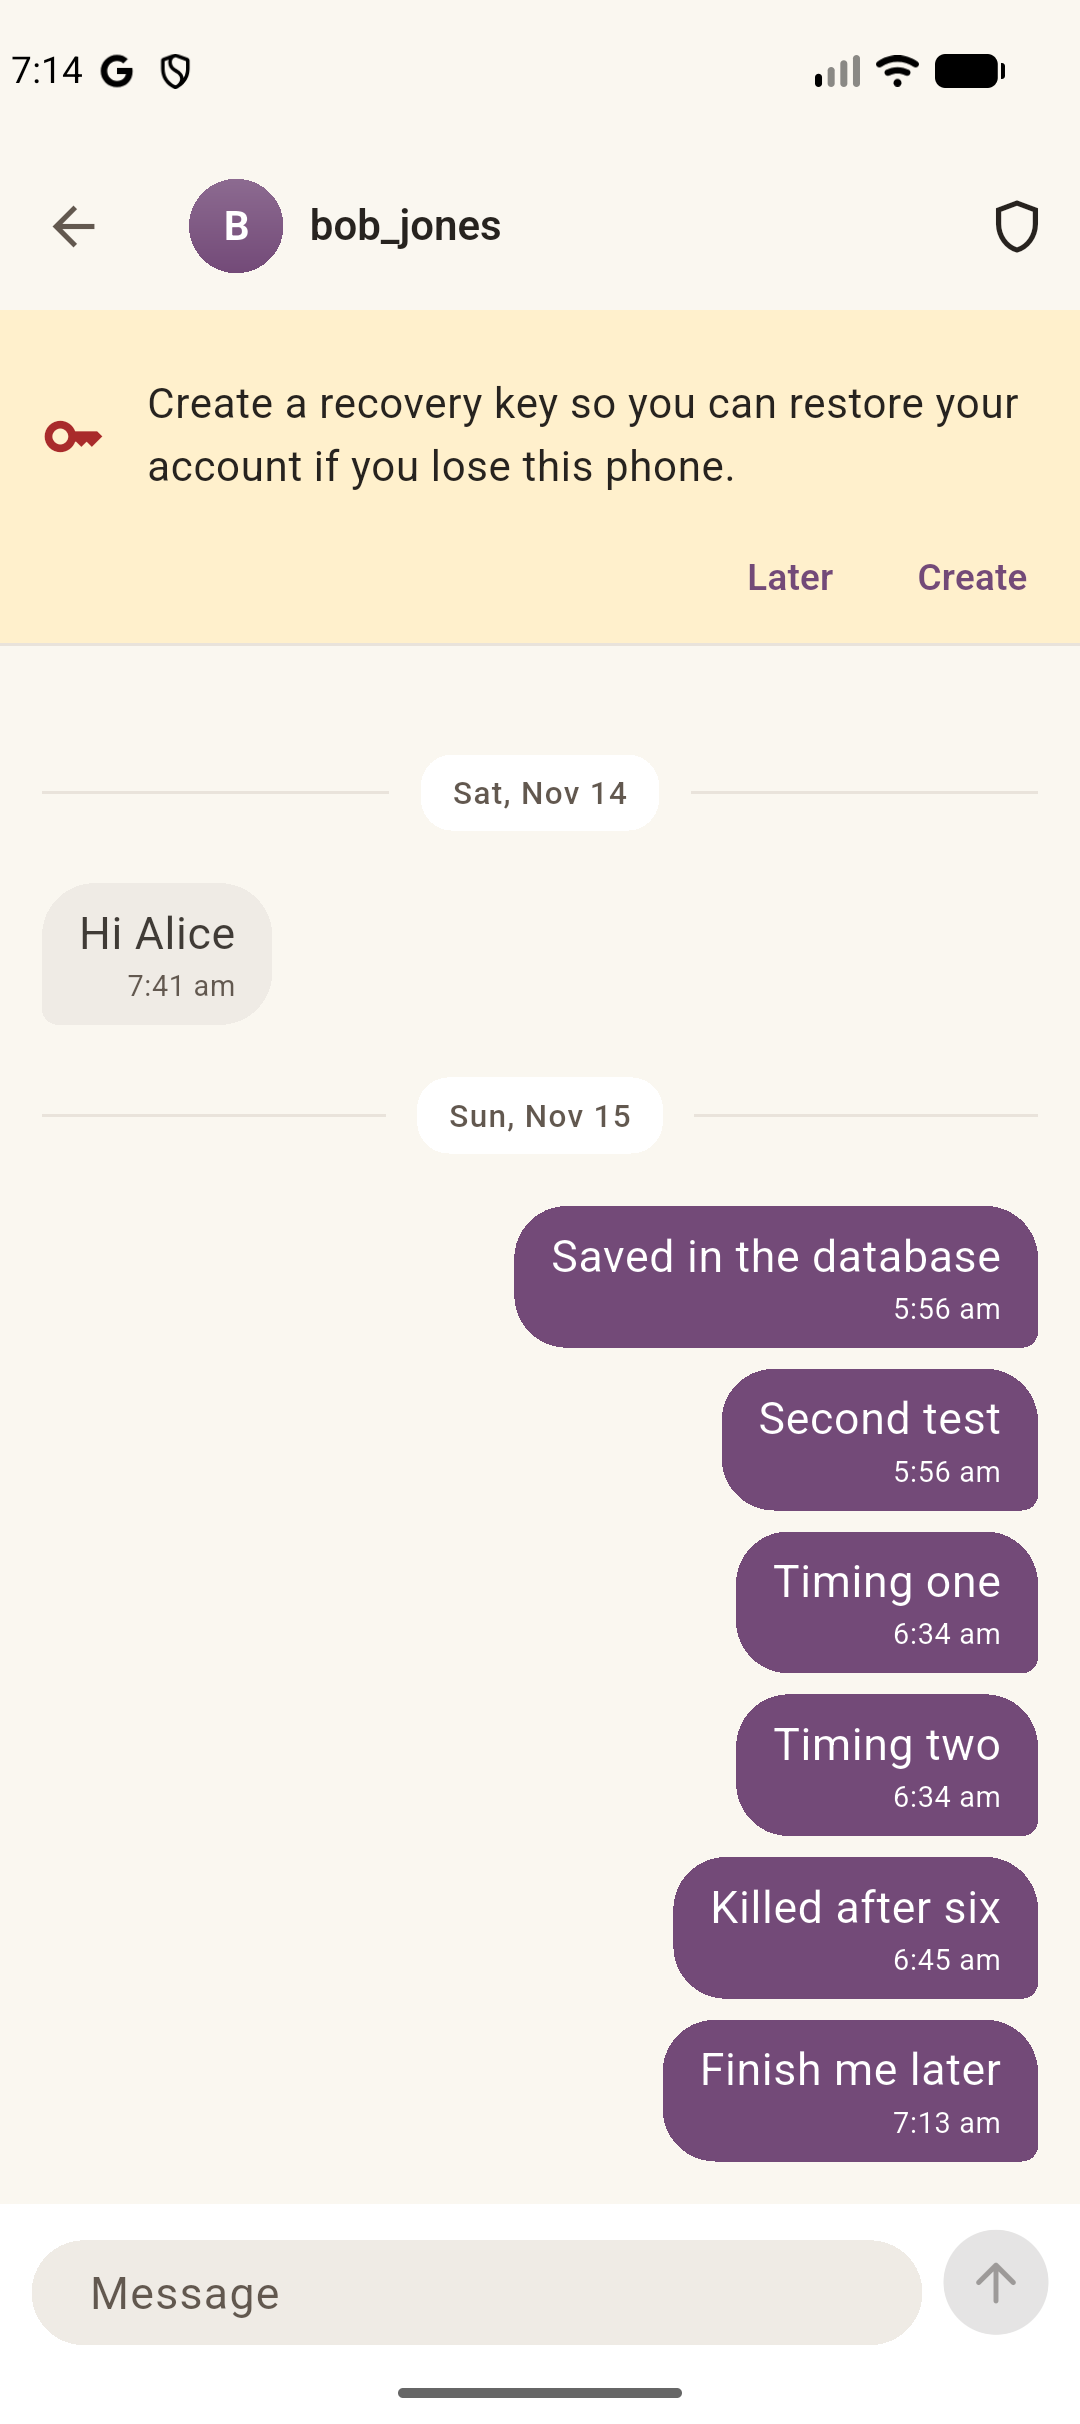 7:14
B
bob_jones
Create a recovery key so you can restore your
account if you lose this phone.
Later Create
Sat, Nov 14
Hi Alice
7:41 am
Sun, Nov 15
Saved in the database
5:56 am
Second test
5:56 am
Timing one
6:34 am
Timing two
6:34 am
Killed after six
6:45 am
Finish me later
7:13 am
Message